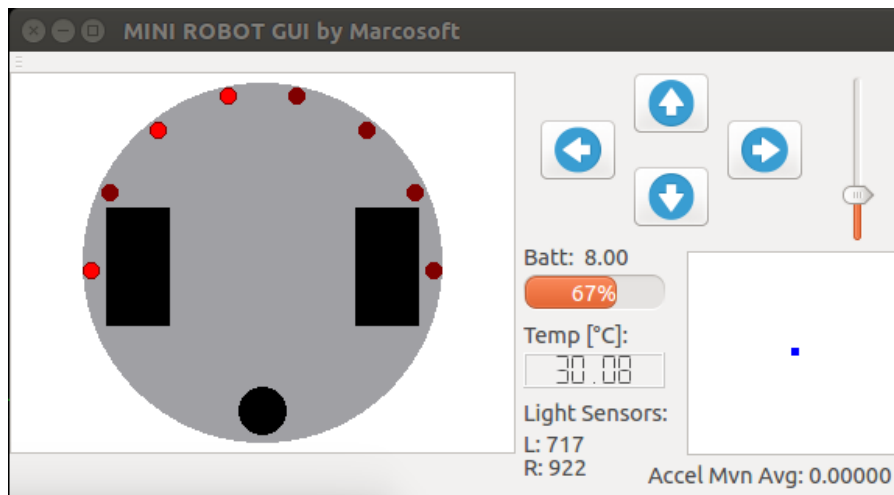 MINI ROBOT GUI by Marcosoft
Batt: 8.00
67%
Temp [°C]:
30.08
Light Sensors:
L: 717
R: 922
Accel Mvn Avg: 0.00000